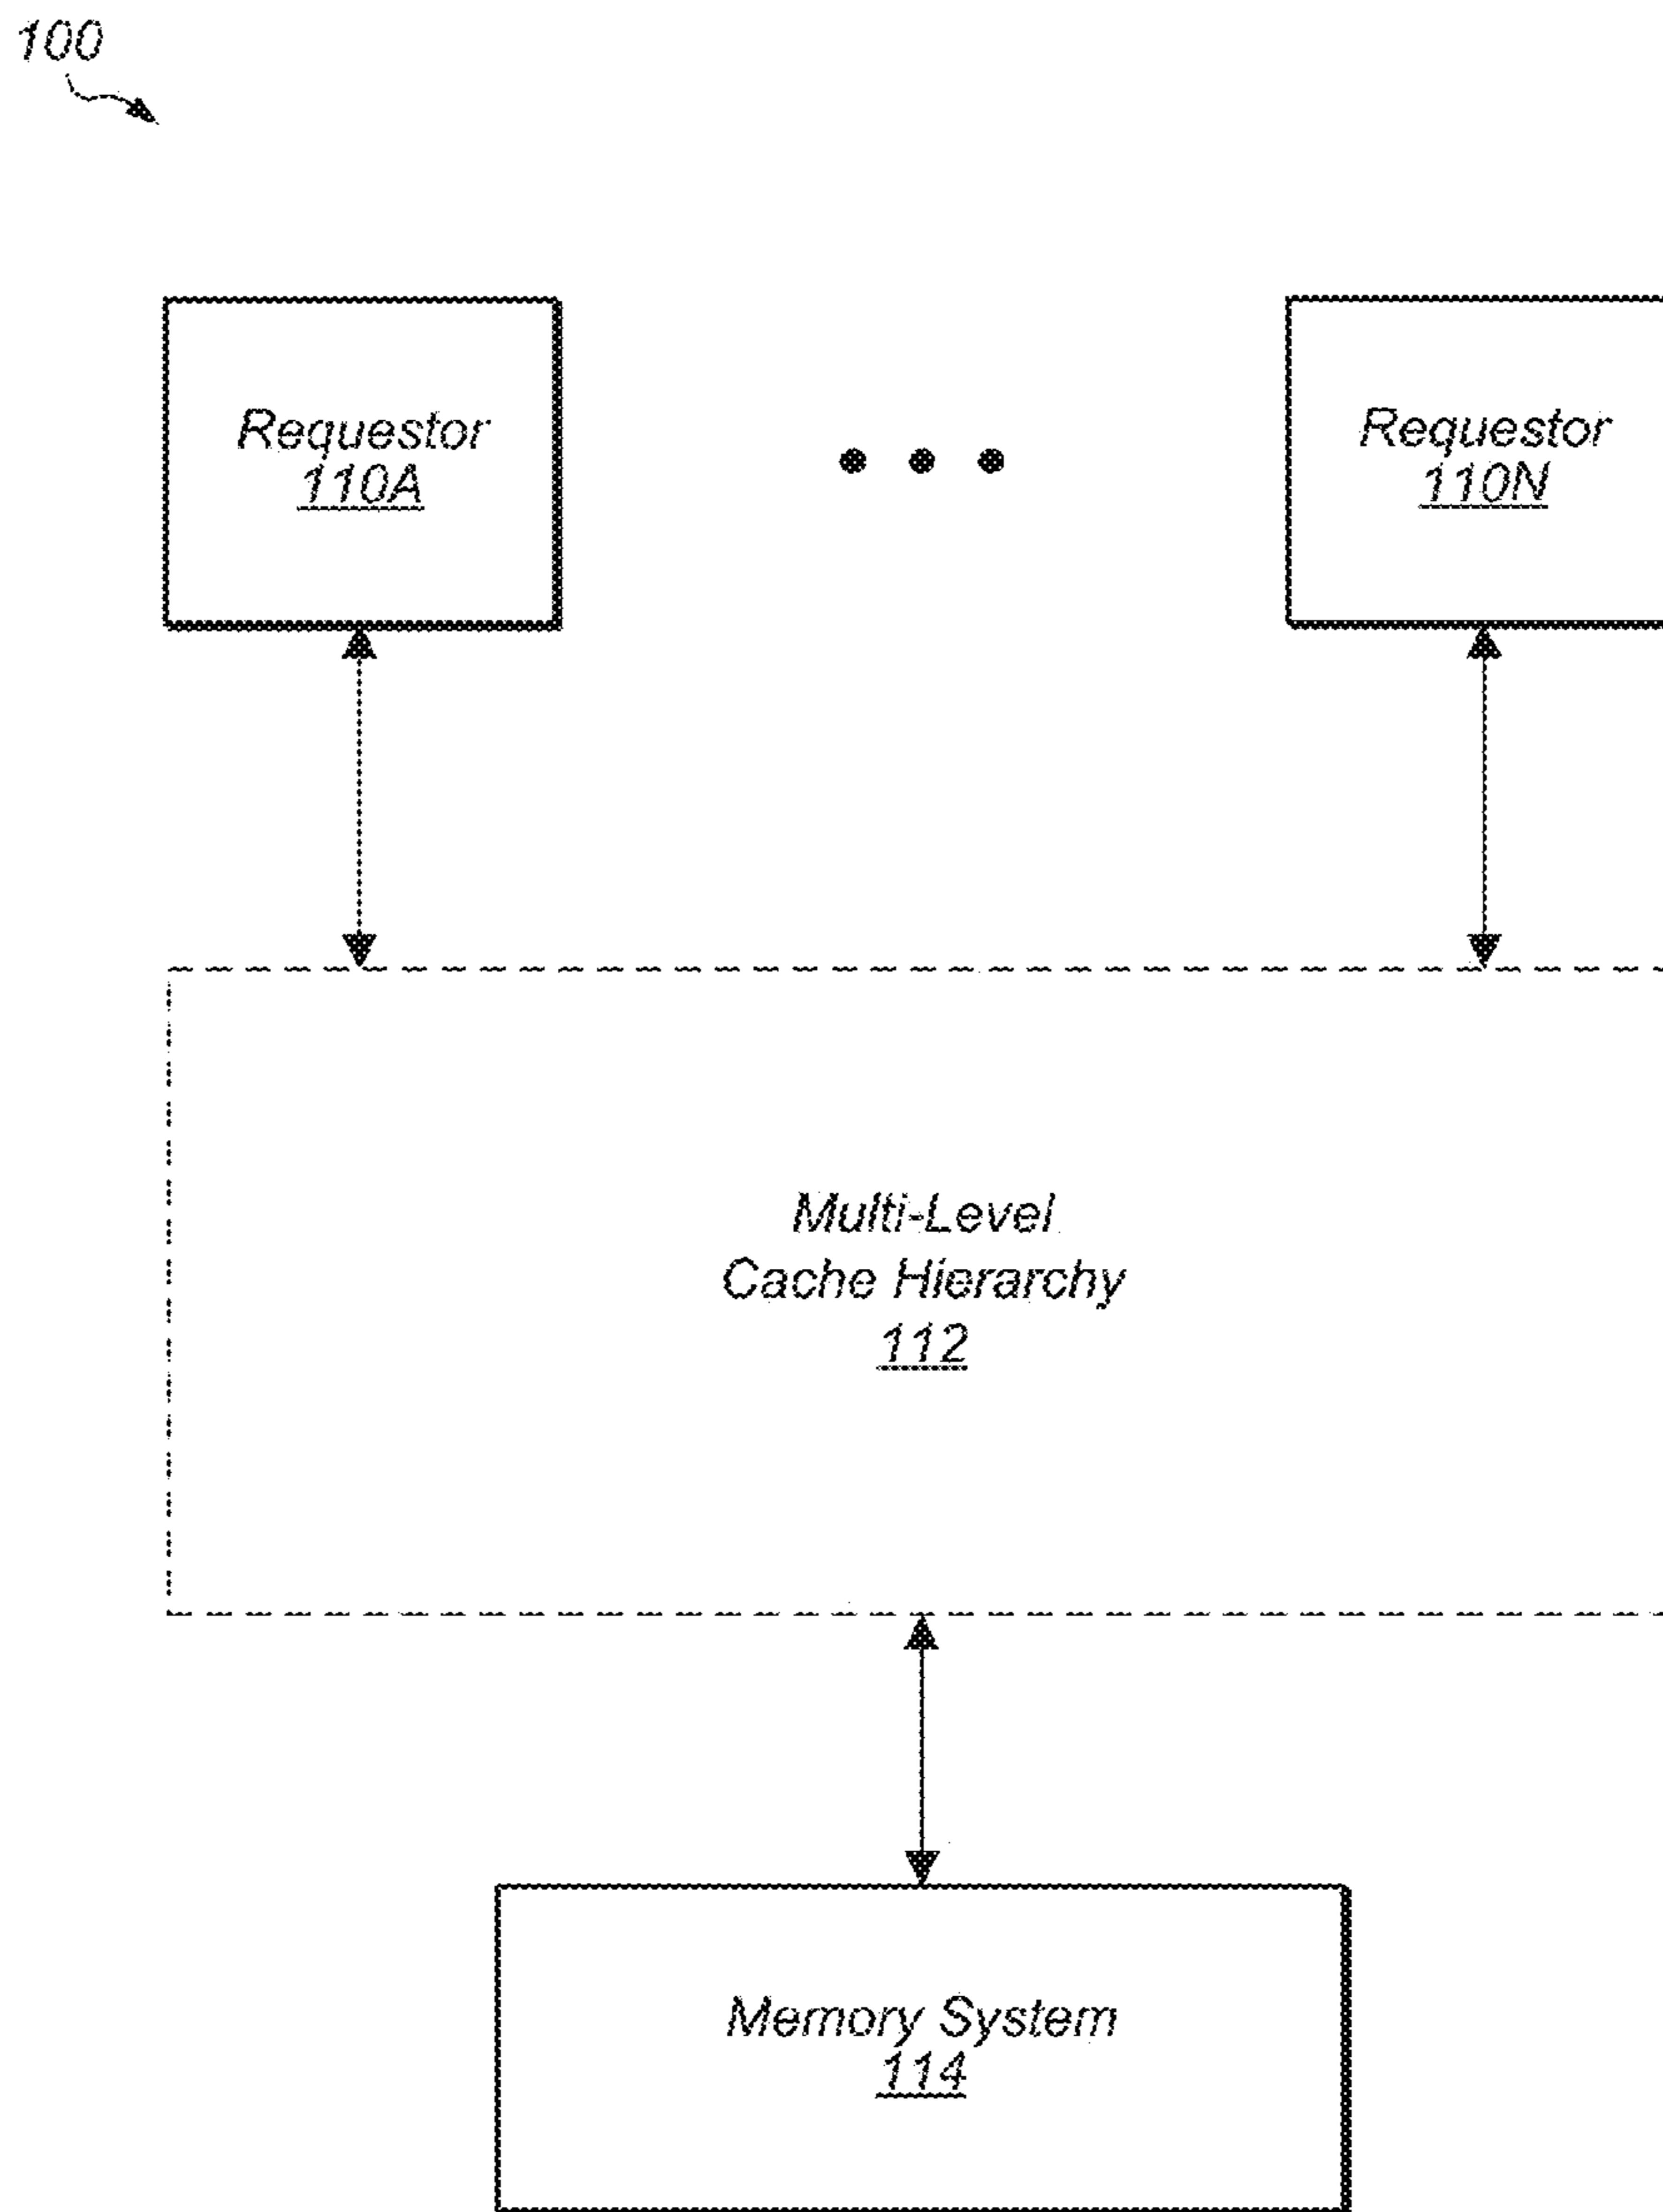 100
Requestor
110A
Requestor
110N
Multi-Level
Cache Hierarchy
112
Memory System
114